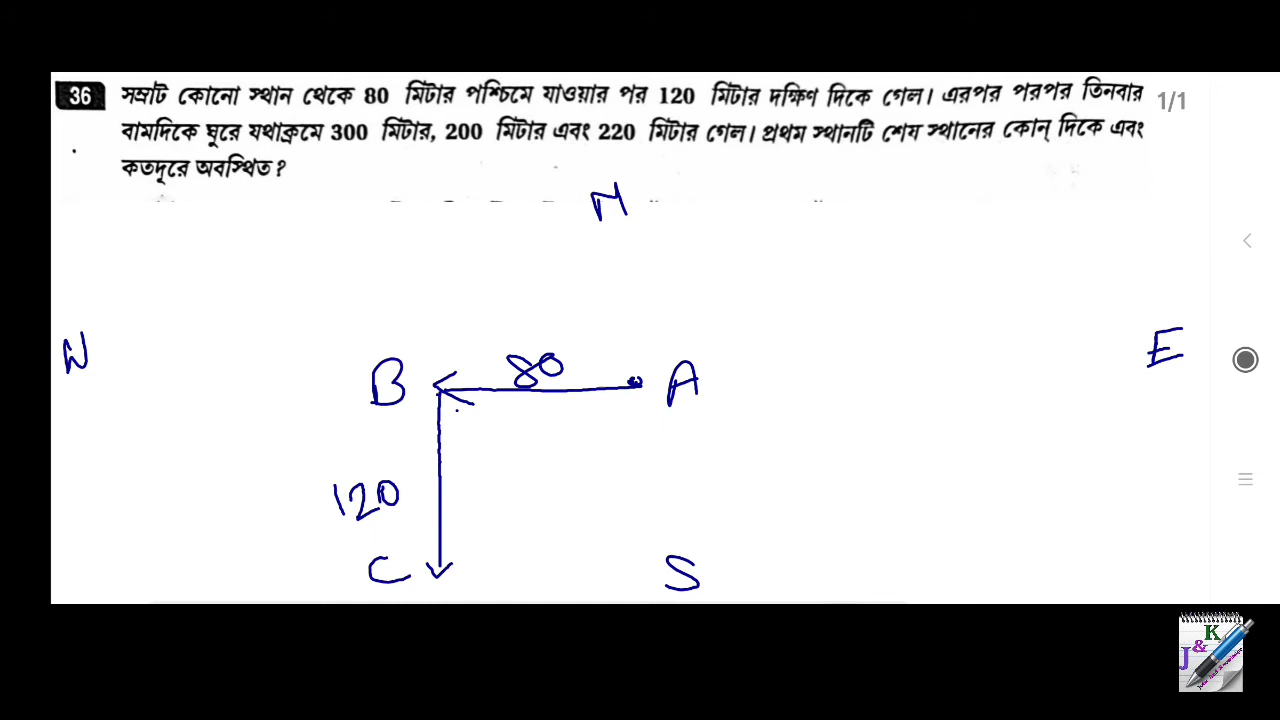 36 সম্রাট কোনো স্থান থেকে 80 মিটার পশ্চিমে যাওয়ার পর 120 মিটার দক্ষিণ দিকে গেল। এরপর পরপর তিনবার
1/1
বামদিকে ঘুরে যথাক্রমে 300 মিটার, 200 মিটার এবং 220 মিটার গেল। প্রথম স্থানটি শেষ স্থানের কোন্ দিকে এবং
কতদূরে অবস্থিত?
N
W
E
B 80 A
120
C S
J & K